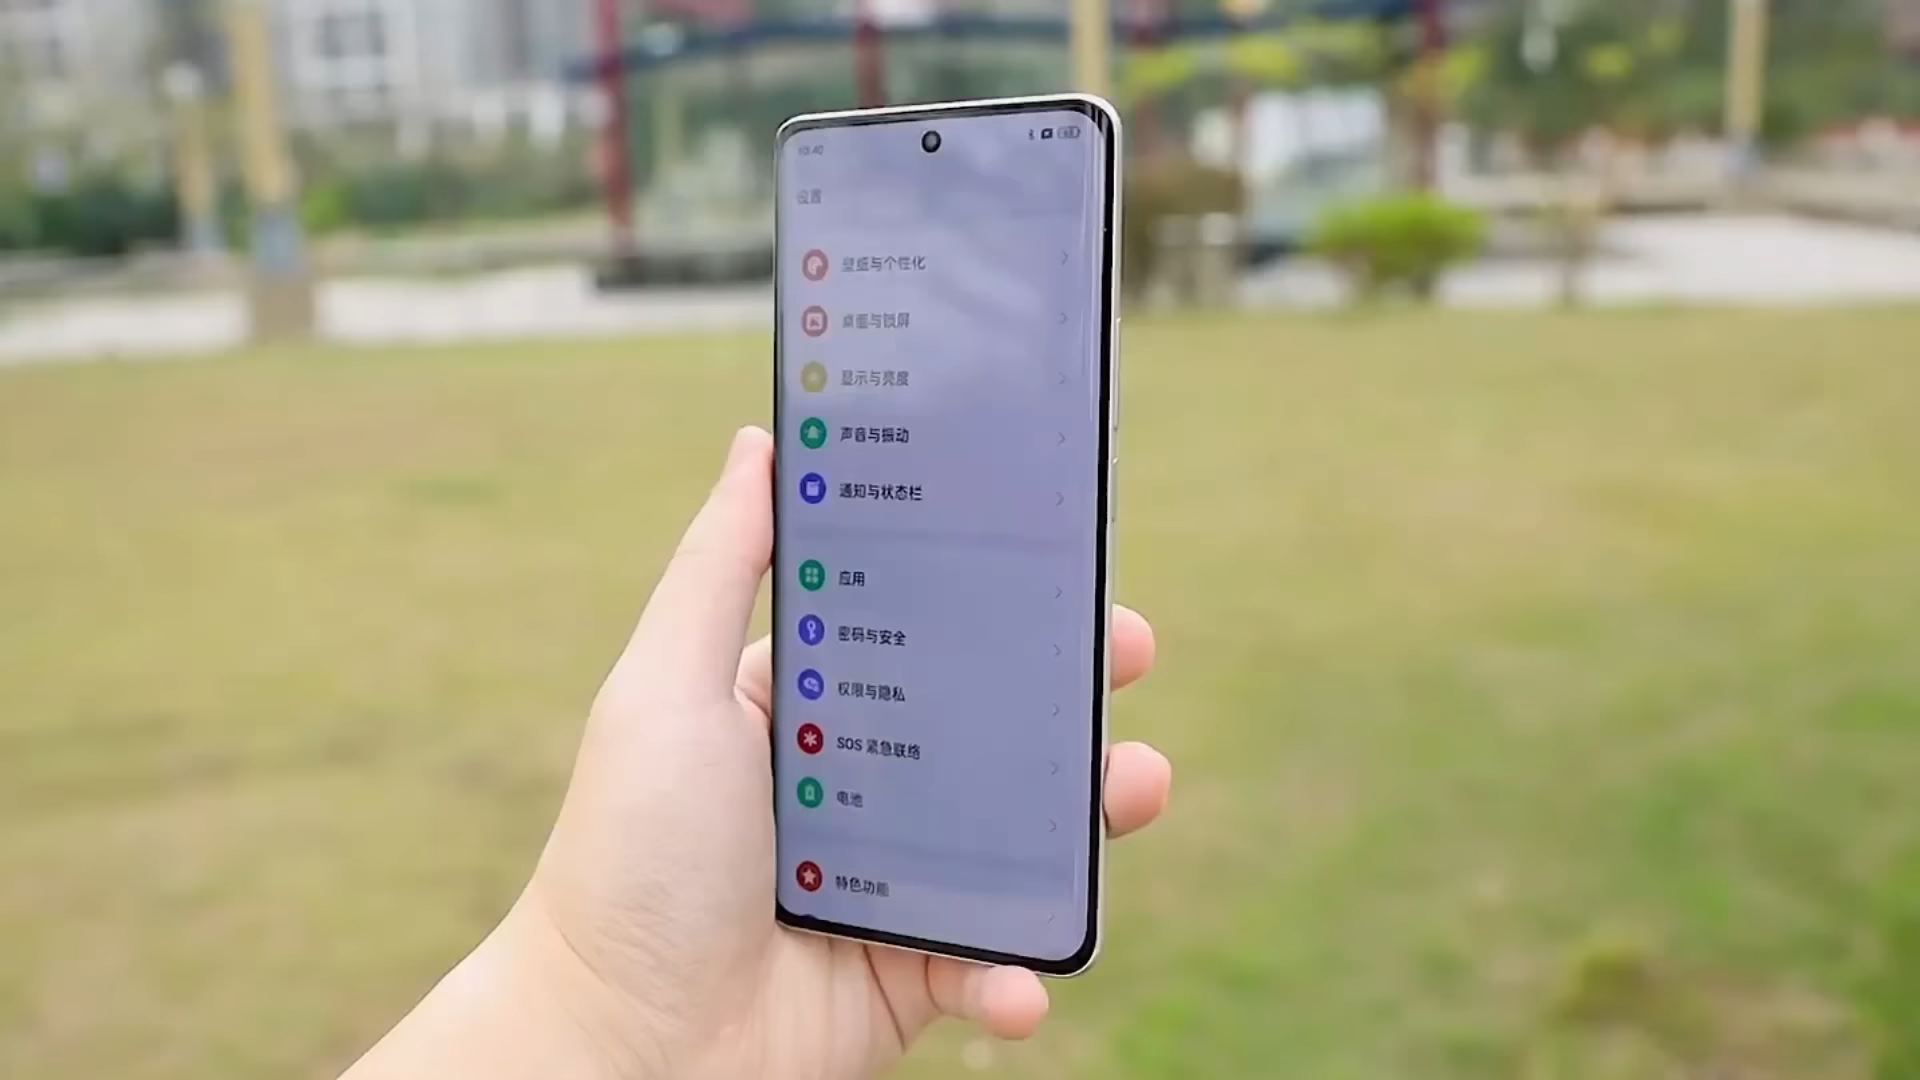 10:40
设置
壁纸与个性化
桌面与锁屏
显示与亮度
声音与振动
通知与状态栏
应用
密码与安全
权限与隐私
SOS 紧急联络
电池
特色功能